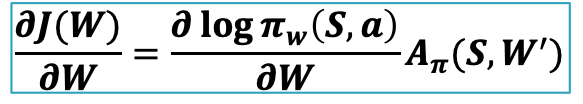 ∂J(W)/∂W = ∂ log π_w(S, a)/∂W A_π(S, W′)